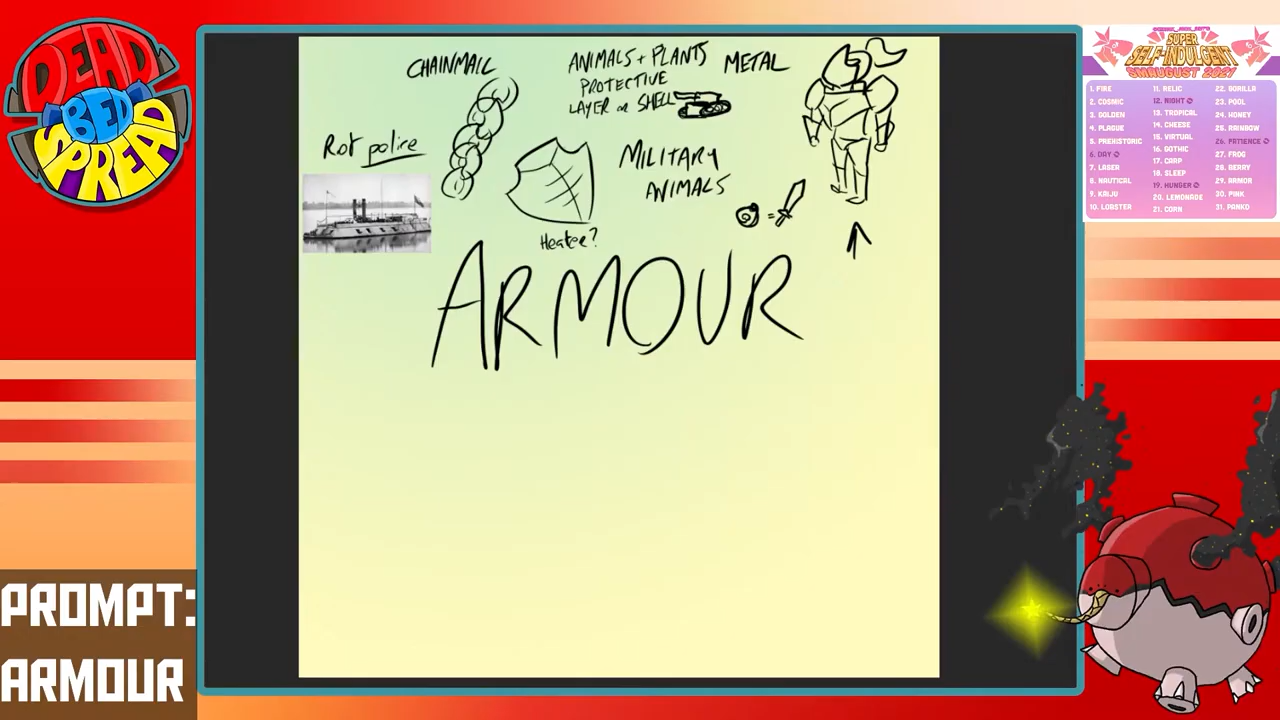 DEAD
BED
SPREAD
CHAINMAIL
ANIMALS + PLANTS
PROTECTIVE
LAYER or SHELL
METAL
Rot police
MILITARY
ANIMALS
=
Heater?
ARMOUR
PROMPT:
ARMOUR
SUPER
SELF-INDULGENT
SMAUGUST 2021
1. FIRE
2. COSMIC
3. GOLDEN
4. PLAGUE
5. PREHISTORIC
6. DAY
7. LASER
8. NAUTICAL
9. KAIJU
10. LOBSTER
11. RELIC
12. NIGHT
13. TROPICAL
14. CHEESE
15. VIRTUAL
16. GOTHIC
17. CARP
18. SLEEP
19. HUNGER
20. LEMONADE
21. CORN
22. GORILLA
23. POOL
24. HONEY
25. RAINBOW
26. PATIENCE
27. FROG
28. BERRY
29. ARMOR
30. PINK
31. PANKO